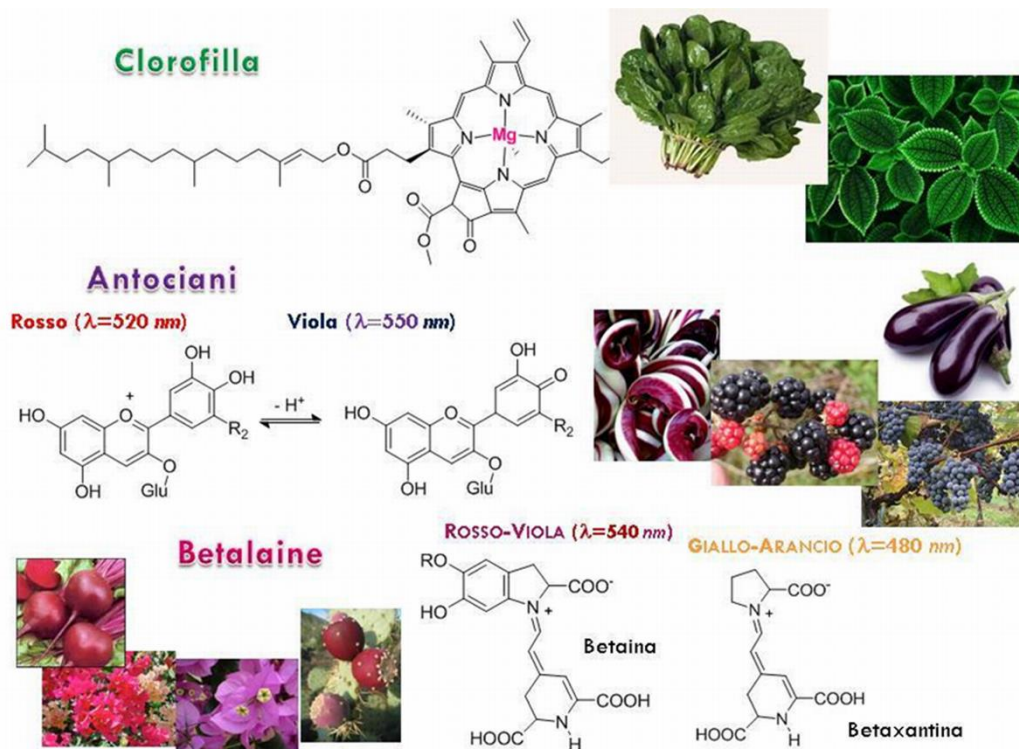 Clorofilla
N
N
Mg
N
N
O
O
O
O
O
Antociani
Rosso (λ=520 nm)
Viola (λ=550 nm)
OH
OH
HO
O
+
R2
O
OH
Glu
- H+
OH
O
HO
O
R2
O
OH
Glu
Betalaine
ROSSO-VIOLA (λ=540 nm)
GIALLO-ARANCIO (λ=480 nm)
RO
HO
COO-
N
+
Betaina
COOH
HOOC
N
H
COO-
N
+
COOH
HOOC
N
H
Betaxantina